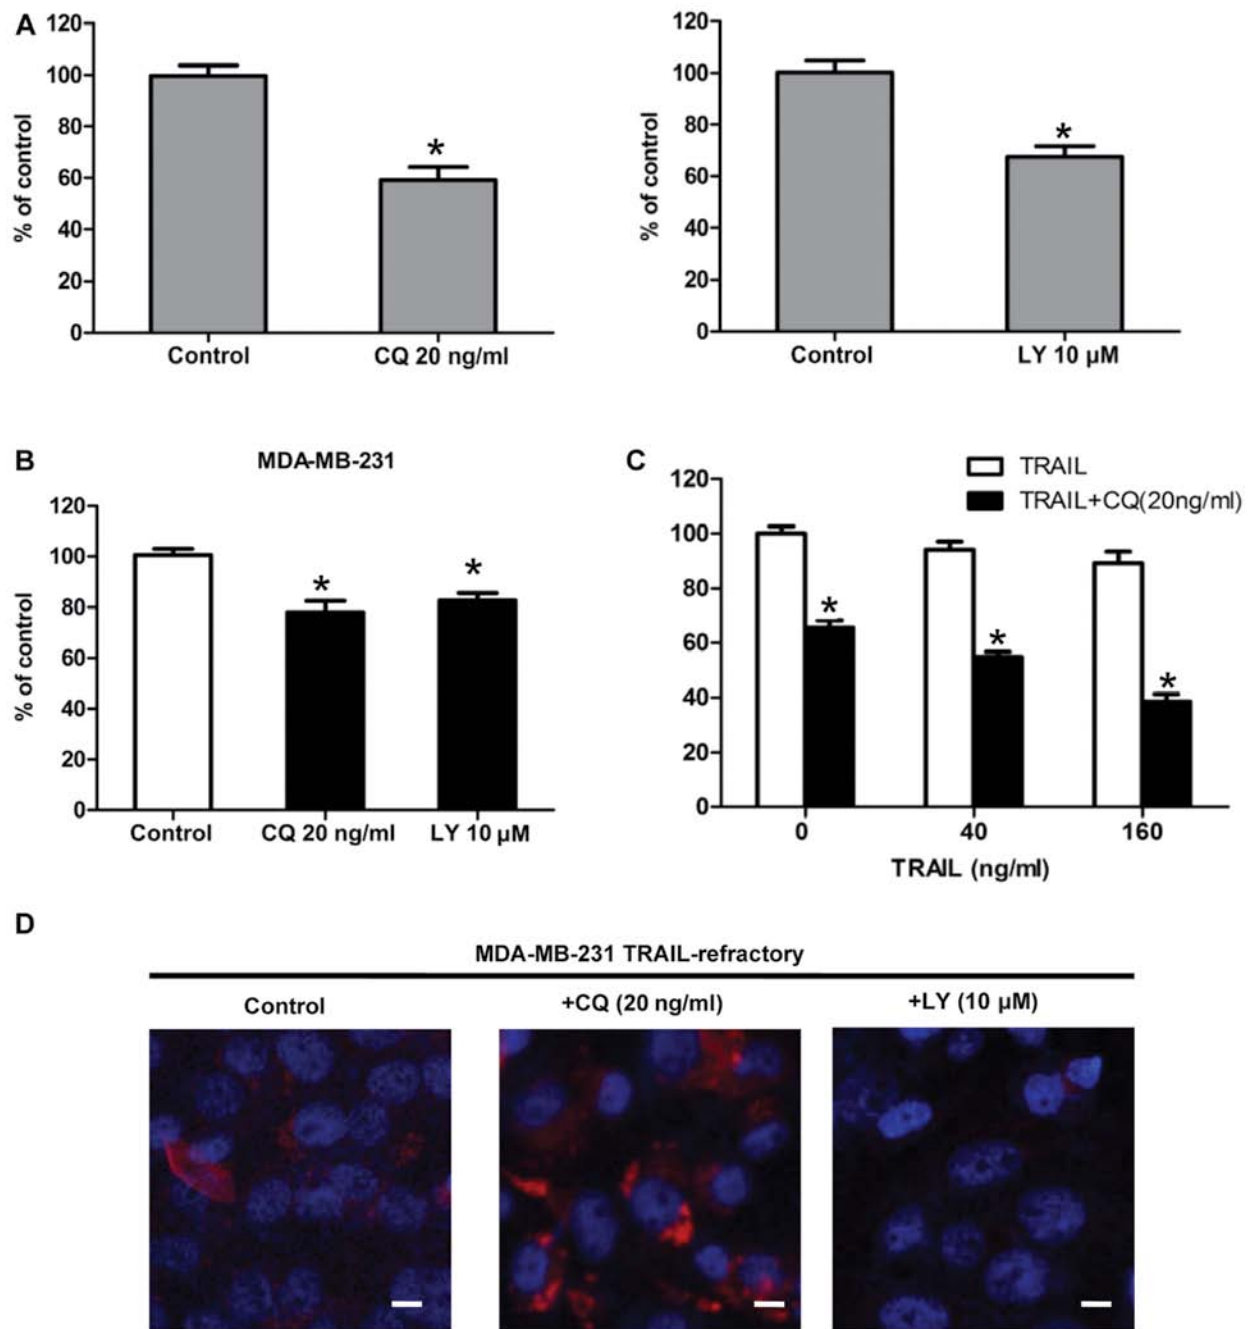 A
120
100
80
60
40
20
0
% of control
*
Control
CQ 20 ng/ml
120
100
80
60
40
20
0
% of control
*
Control
LY 10 µM
B
MDA-MB-231
120
100
80
60
40
20
0
% of control
*
*
Control
CQ 20 ng/ml
LY 10 µM
C
TRAIL
TRAIL+CQ(20ng/ml)
120
100
80
60
40
20
0
% of control
*
*
*
0
40
160
TRAIL (ng/ml)
D
MDA-MB-231 TRAIL-refractory
Control
+CQ (20 ng/ml)
+LY (10 µM)